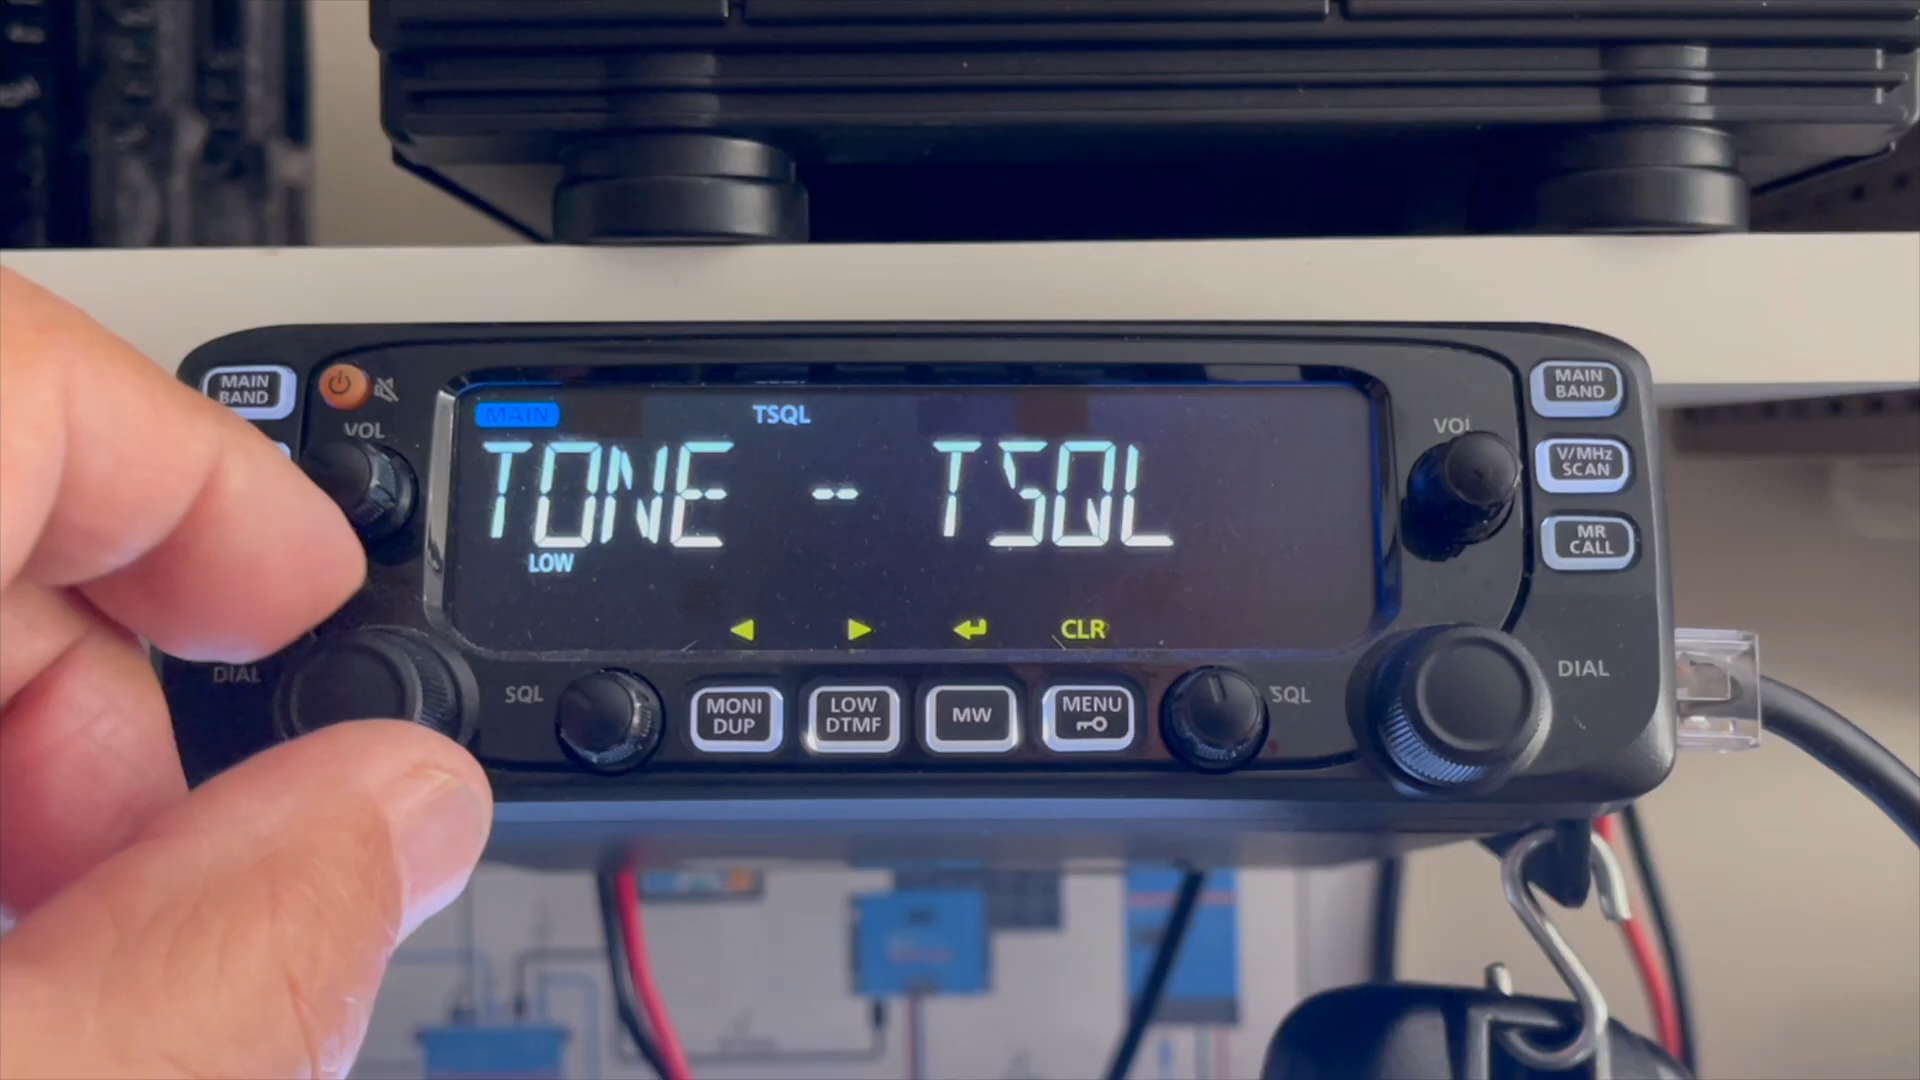 MAIN BAND
VOL
MAIN
TSQL
TONE -- TSQL
LOW
CLR
VOL
MAIN BAND
V/MHz SCAN
MR CALL
DIAL
SQL
MONI DUP
LOW DTMF
MW
MENU
SQL
DIAL